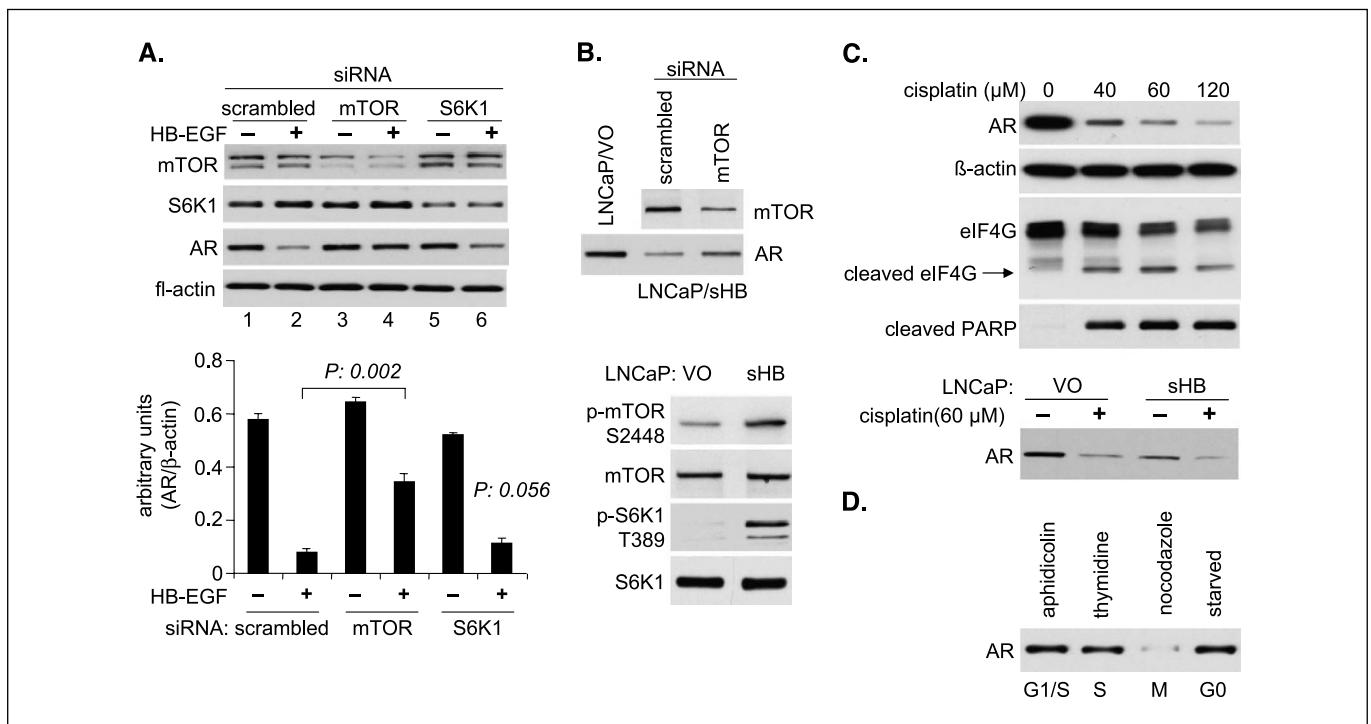 A.
siRNA
scrambled mTOR S6K1
HB-EGF – + – + – +
mTOR
S6K1
AR
fl-actin
1 2 3 4 5 6
0.8
0.6
0.4
0.2
0
arbitrary units
(AR/β-actin)
P: 0.002
P: 0.056
HB-EGF – + – + – +
siRNA: scrambled mTOR S6K1
B.
siRNA
LNCaP/VO
scrambled
mTOR
mTOR
AR
LNCaP/sHB
LNCaP: VO sHB
p-mTOR
S2448
mTOR
p-S6K1
T389
S6K1
C.
cisplatin (µM) 0 40 60 120
AR
ß-actin
eIF4G
cleaved eIF4G
cleaved PARP
LNCaP: VO sHB
cisplatin(60 µM) – + – +
AR
D.
aphidicolin
thymidine
nocodazole
starved
AR
G1/S S M G0